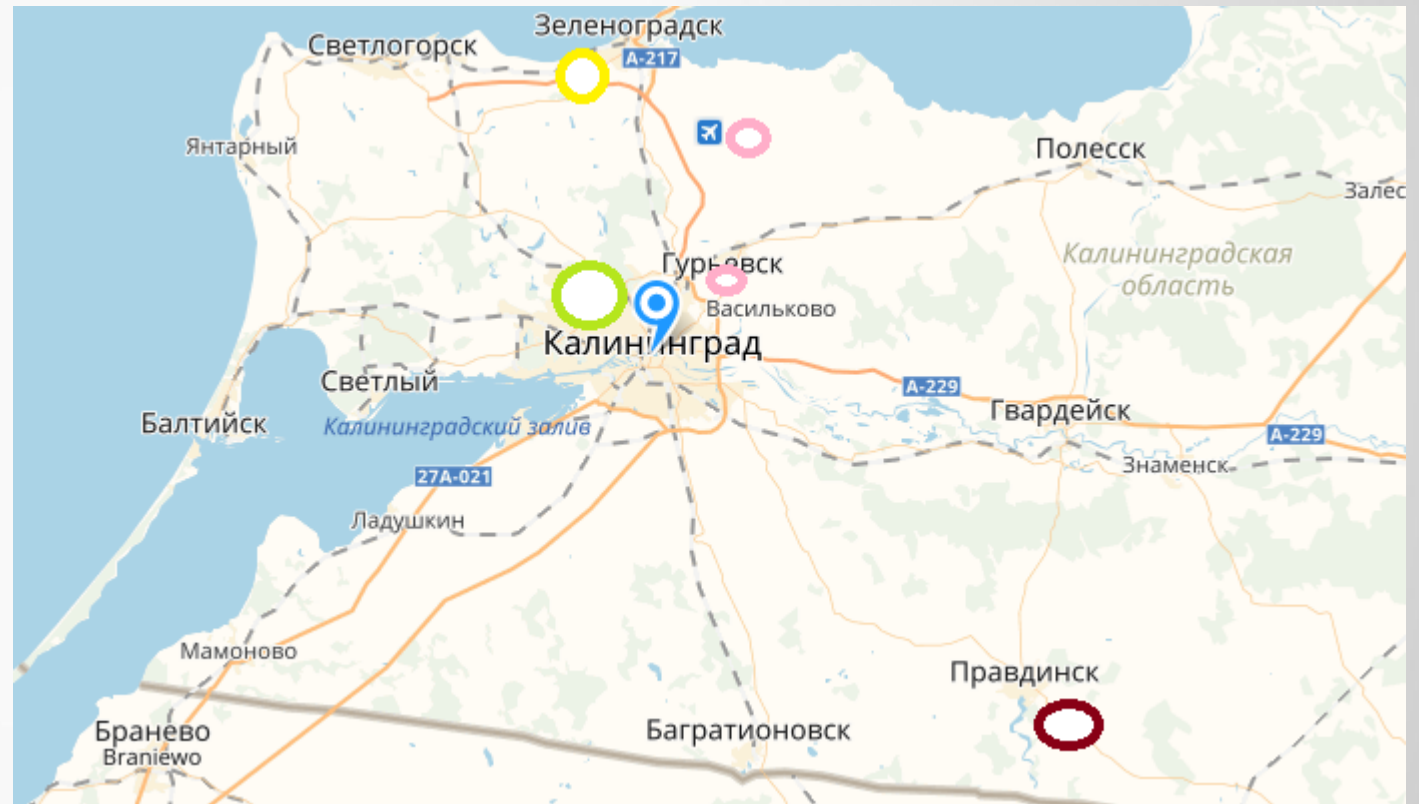 Зеленоградск
Светлогорск
А-217
Янтарный
Полесск
Залес
Калининградская
область
Гурьевск
Васильково
Калининград
Светлый
А-229
Гвардейск
Балтийск
Калининградский залив
А-229
Знаменск
27А-021
Ладушкин
Мамоново
Правдинск
Багратионовск
Бранево
Braniewo